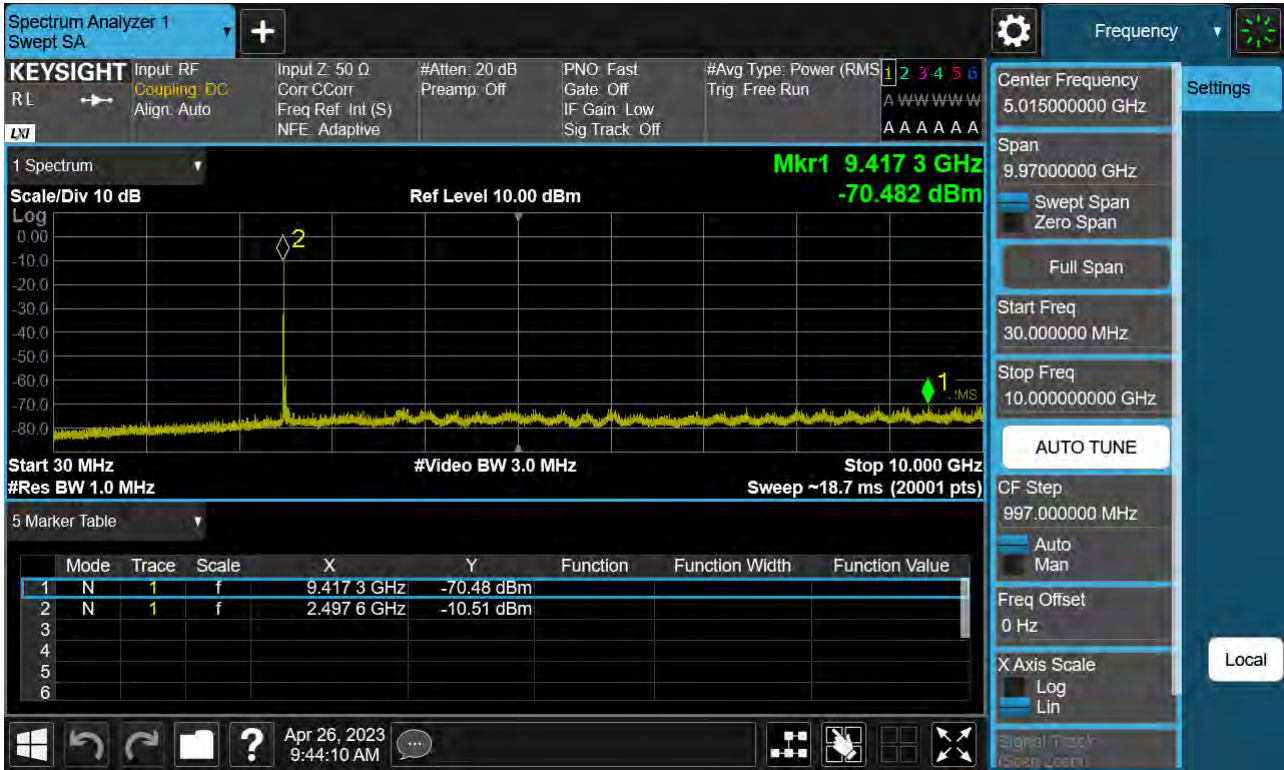 Spectrum Analyzer 1
Swept SA
Frequency
KEYSIGHT
RL
LXI
Input: RF
Coupling: DC
Align: Auto
Input Z: 50 Ω
Corr CCorr
Freq Ref: Int (S)
NFE: Adaptive
#Atten: 20 dB
Preamp: Off
PNO: Fast
Gate: Off
IF Gain: Low
Sig Track: Off
#Avg Type: Power (RMS
Trig: Free Run
1 2 3 4 5 6
A W W W W W
A A A A A A
1 Spectrum
Mkr1 9.417 3 GHz
-70.482 dBm
Scale/Div 10 dB
Ref Level 10.00 dBm
Log
0.00
-10.0
-20.0
-30.0
-40.0
-50.0
-60.0
-70.0
-80.0
2
1
Start 30 MHz
#Video BW 3.0 MHz
Stop 10.000 GHz
#Res BW 1.0 MHz
Sweep ~18.7 ms (20001 pts)
5 Marker Table
Mode Trace Scale X Y Function Function Width Function Value
1 N 1 f 9.417 3 GHz -70.48 dBm
2 N 1 f 2.497 6 GHz -10.51 dBm
3
4
5
6
Apr 26, 2023
9:44:10 AM
Center Frequency
5.015000000 GHz
Settings
Span
9.97000000 GHz
Swept Span
Zero Span
Full Span
Start Freq
30.000000 MHz
Stop Freq
10.000000000 GHz
AUTO TUNE
CF Step
997.000000 MHz
Auto
Man
Freq Offset
0 Hz
X Axis Scale
Log
Lin
Local
Signal Track
(Span Zoom)